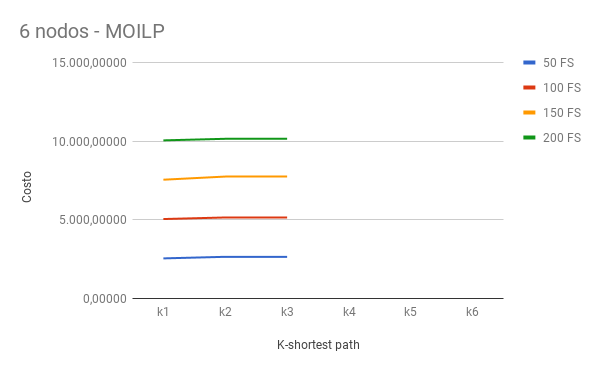 6 nodos - MOILP
15.000,00000
10.000,00000
5.000,00000
0,00000
Costo
k1 k2 k3 k4 k5 k6
K-shortest path
50 FS
100 FS
150 FS
200 FS